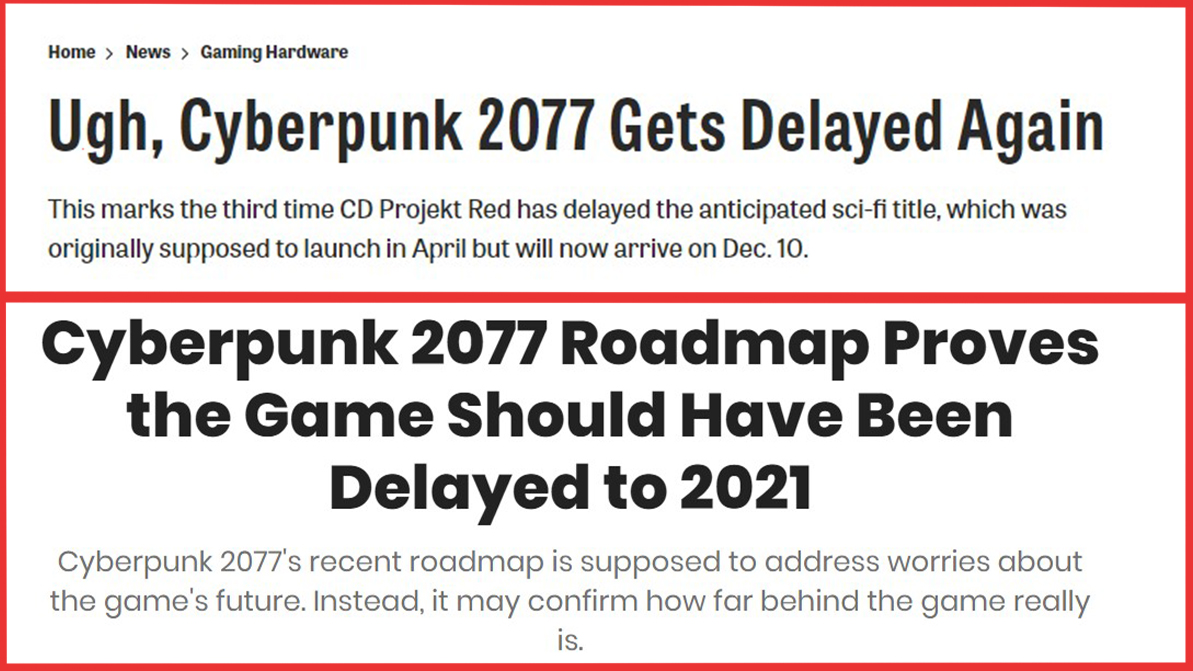 Home > News > Gaming Hardware
Ugh, Cyberpunk 2077 Gets Delayed Again
This marks the third time CD Projekt Red has delayed the anticipated sci-fi title, which was
originally supposed to launch in April but will now arrive on Dec. 10.
Cyberpunk 2077 Roadmap Proves
the Game Should Have Been
Delayed to 2021
Cyberpunk 2077's recent roadmap is supposed to address worries about
the game's future. Instead, it may confirm how far behind the game really
is.